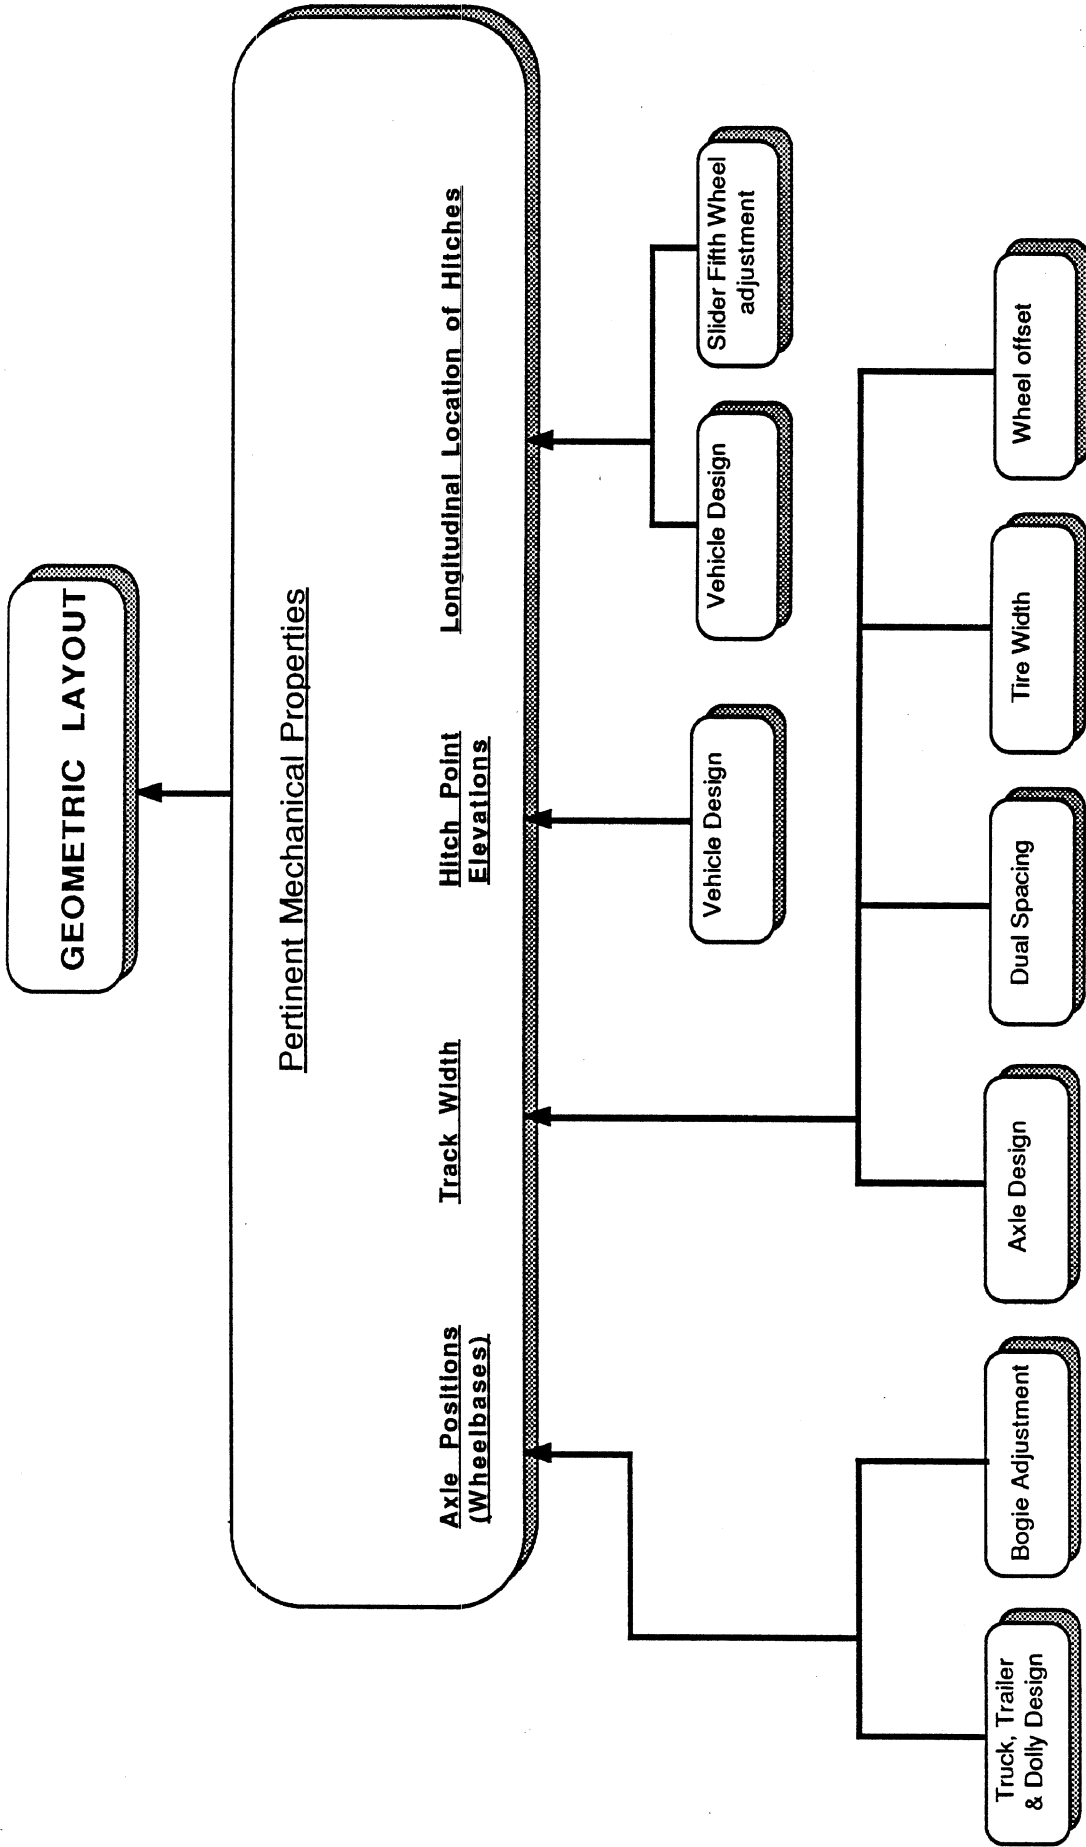 GEOMETRIC LAYOUT
Pertinent Mechanical Properties
Axle Positions
(Wheelbases)
Track Width
Hitch Point
Elevations
Longitudinal Location of Hitches
Vehicle Design
Vehicle Design
Slider Fifth Wheel
adjustment
Truck, Trailer
& Dolly Design
Bogie Adjustment
Axle Design
Dual Spacing
Tire Width
Wheel offset